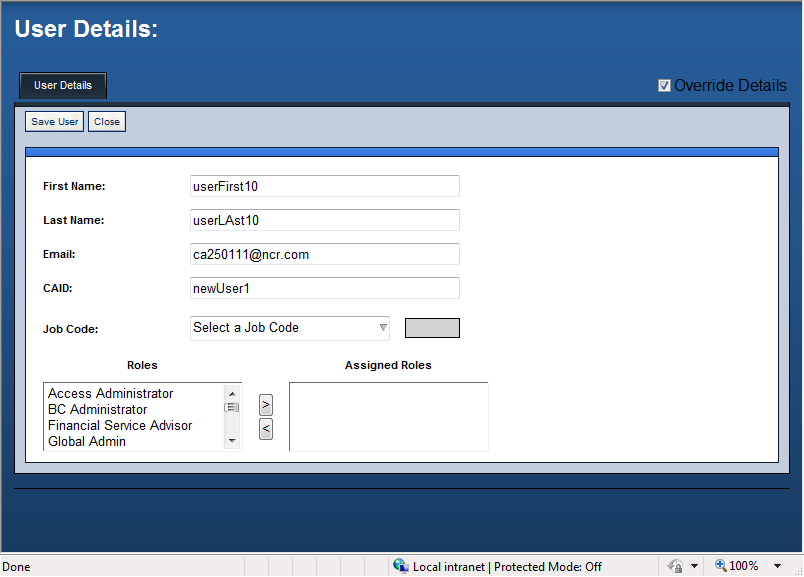 User Details:
User Details
Override Details
Save User
Close
First Name:
userFirst10
Last Name:
userLAst10
Email:
ca250111@ncr.com
CAID:
newUser1
Job Code:
Select a Job Code
Roles
Assigned Roles
Access Administrator
BC Administrator
Financial Service Advisor
Global Admin
>
<
Done
Local intranet | Protected Mode: Off
100%